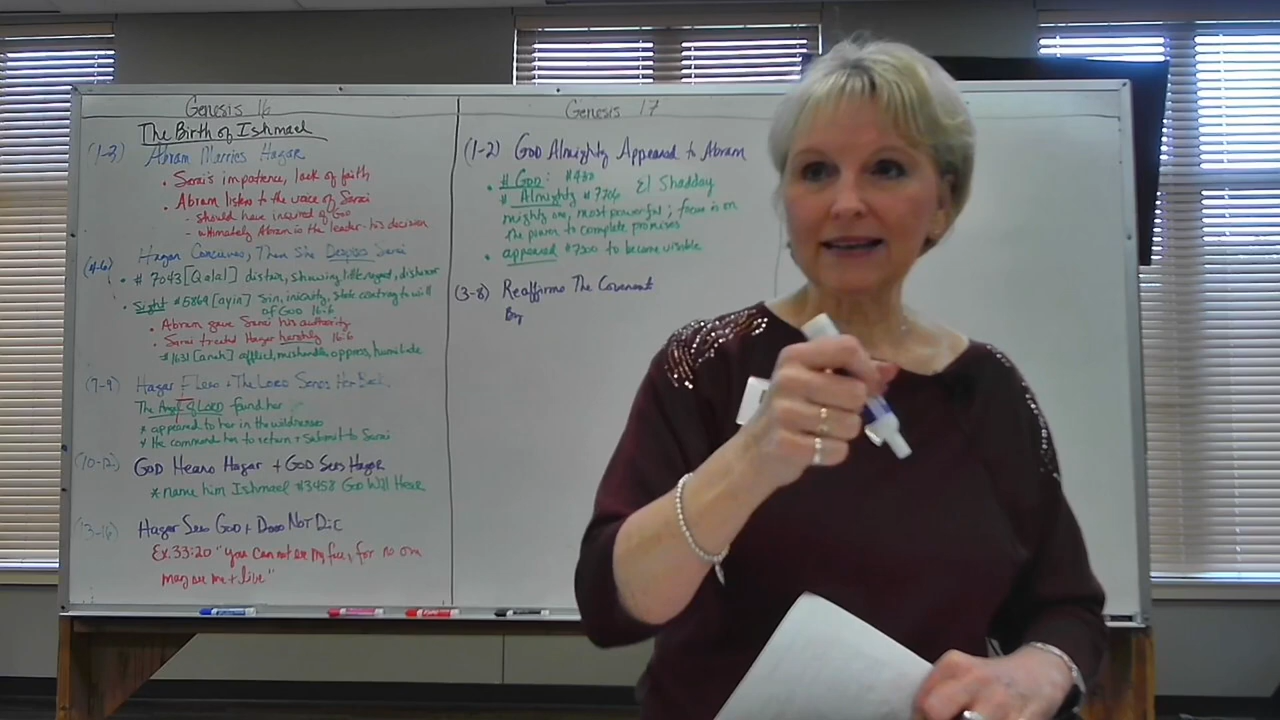 Genesis 16
The Birth of Ishmael
(1-3) Abram Marries Hagar
• Sarai's impatience, lack of faith
• Abram listen to the voice of Sarai
- should have inquired of God
- ultimately Abram is the leader - his decision
(4-6) Hagar Conceives, Then She Despises Sarai
• # 7043 [Qalal] distain, showing little regard, dishonor
• Sight #5869 [ayin] sin, iniquity, state contrary to will
of God 16:6
• Abram gave Sarai his authority
• Sarai treated Hagar harshly 16:6
#1631 [anah] afflict, mishandle, oppress, humiliate
(7-9) Hagar Flees + The LORD Sends Her Back
The Angel of LORD found her
* appeared to her in the wilderness
* He command her to return + submit to Sarai
(10-12) GOD Hears Hagar + GOD Sees Hagar
* name him Ishmael #3458 God Will Hear
(13-16) Hagar Sees God + Does NOT Die
Ex. 33:20 "you can not see my face, for no one
may see me + live"
Genesis 17
(1-2) GOD Almighty Appeared to Abram
• # God: #430
# Almighty #7706 El Shadday
mighty one, most powerful; focus is on
the power to complete promises
• appeared #7200 to become visible
(3-8) Reaffirms The Covenant
By